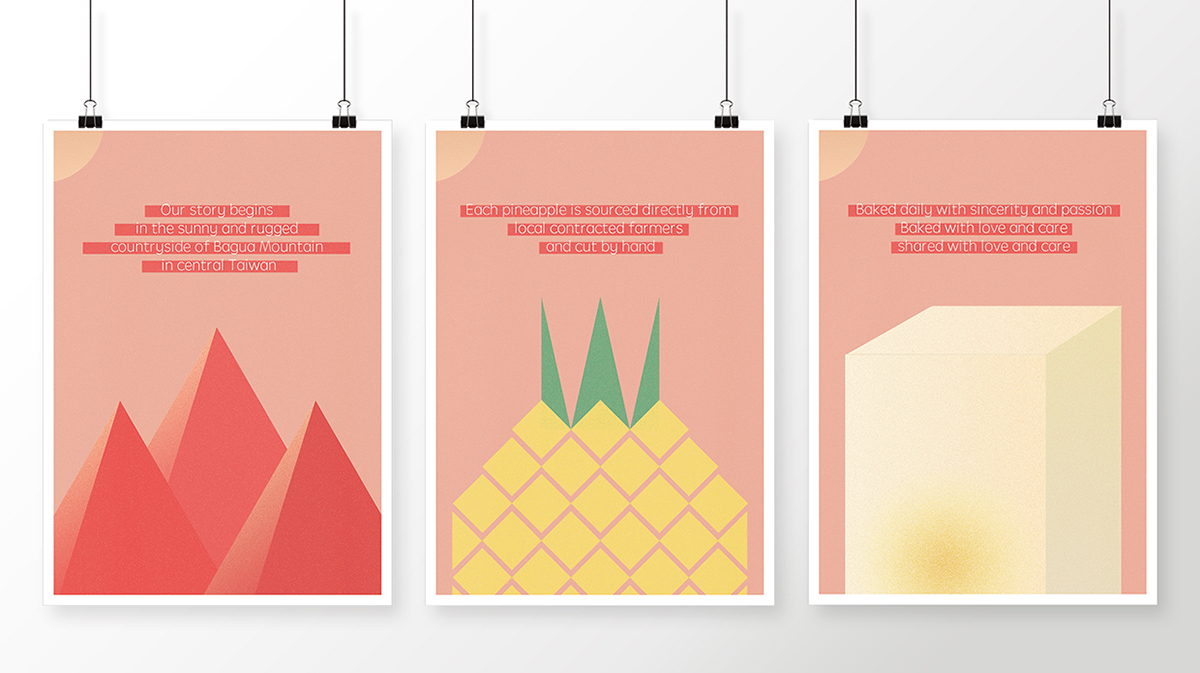 Our story begins
in the sunny and rugged
countryside of Bagua Mountain
in central Taiwan
Each pineapple is sourced directly from
local contracted farmers
and cut by hand
Baked daily with sincerity and passion
Baked with love and care
shared with love and care